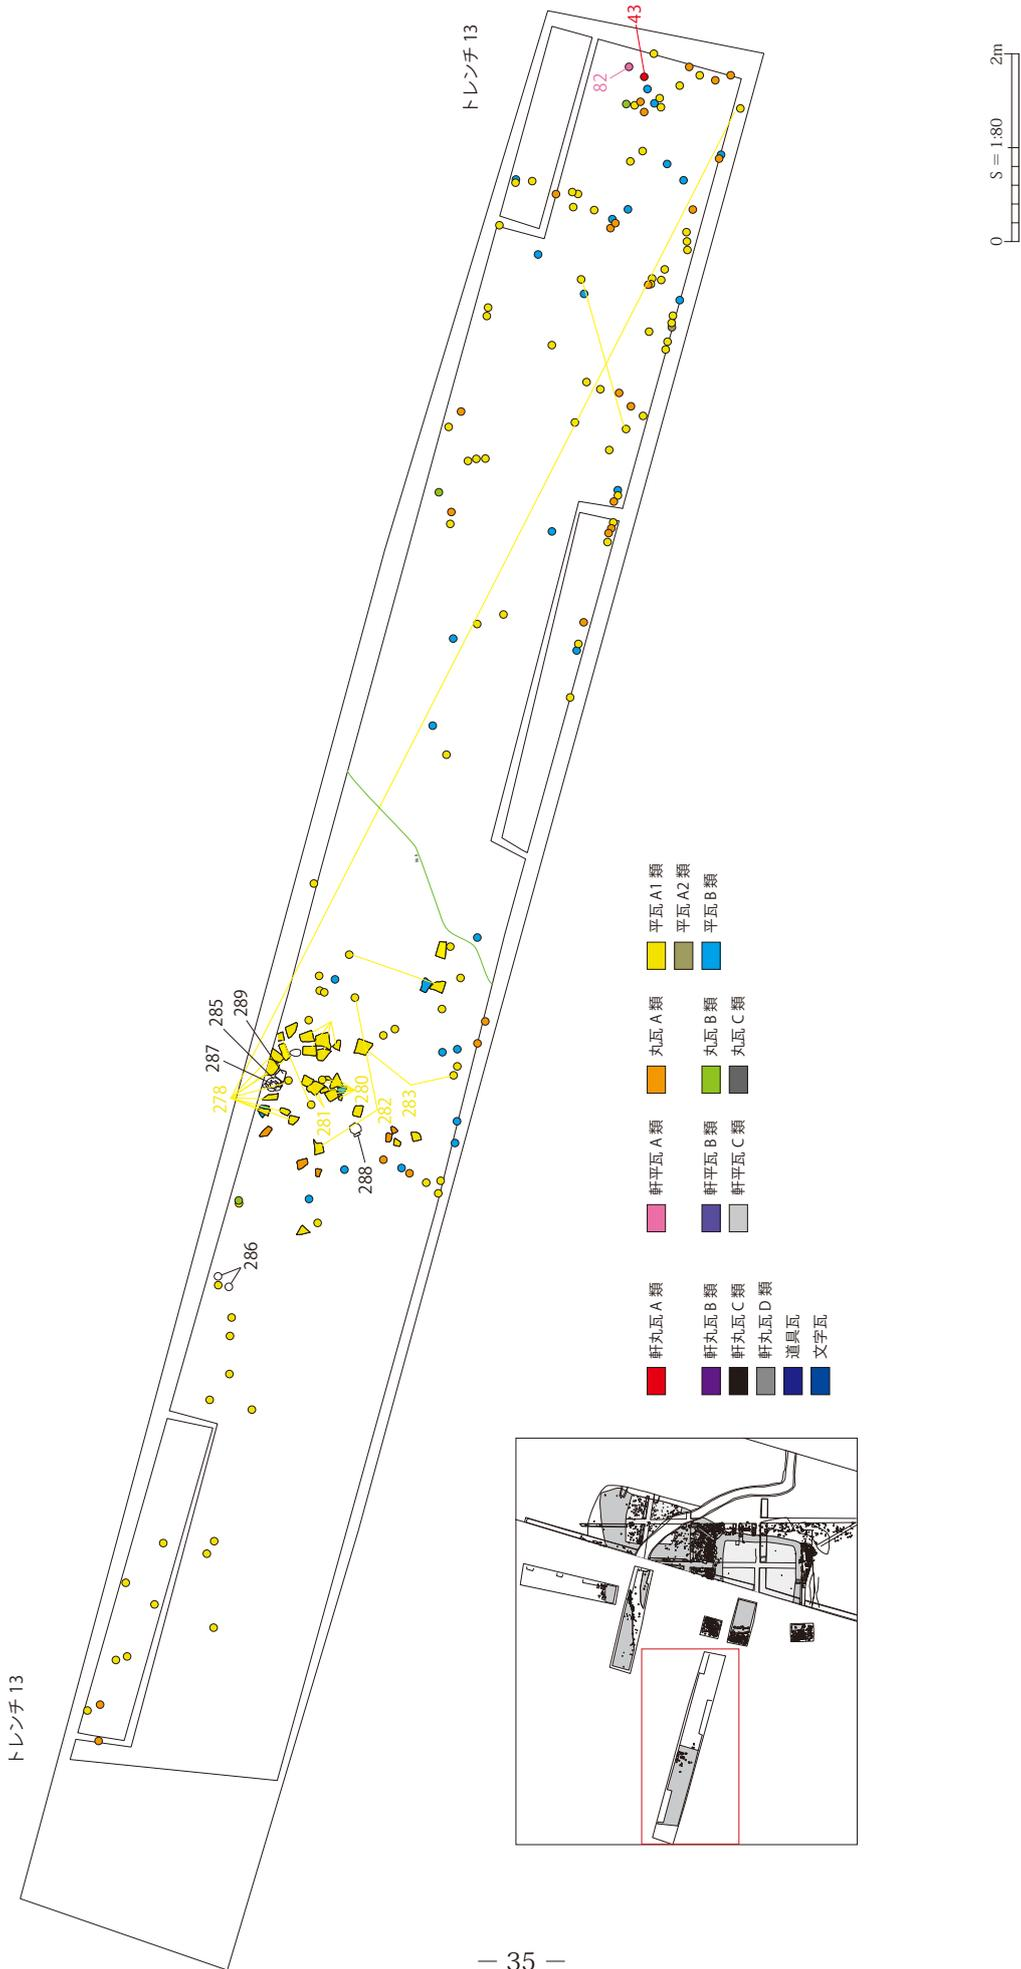 トレンチ 13
43
82
0 S = 1:80 2m
289
285
287
278
281
280
282
283
288
286
軒丸瓦 A 類
軒丸瓦 B 類
軒丸瓦 C 類
軒丸瓦 D 類
道具瓦
文字瓦
軒平瓦 A 類
軒平瓦 B 類
軒平瓦 C 類
丸瓦 A 類
丸瓦 B 類
丸瓦 C 類
平瓦 A1 類
平瓦 A2 類
平瓦 B 類
トレンチ 13
— 35 —